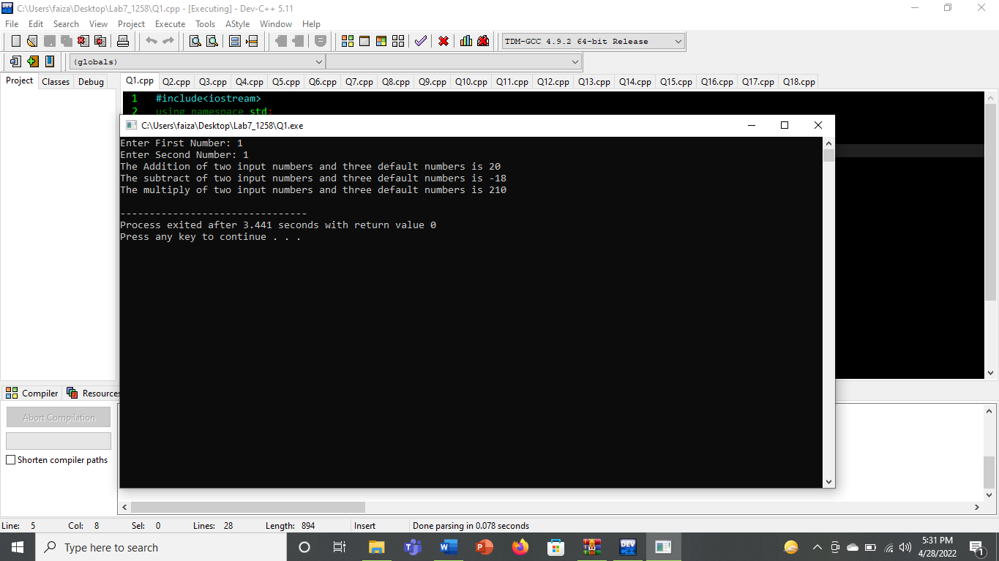 C:\Users\faiza\Desktop\Lab7_1258\Q1.cpp - [Executing] - Dev-C++ 5.11
File Edit Search View Project Execute Tools AStyle Window Help
TDM-GCC 4.9.2 64-bit Release
(globals)
Project Classes Debug
Q1.cpp Q2.cpp Q3.cpp Q4.cpp Q5.cpp Q6.cpp Q7.cpp Q8.cpp Q9.cpp Q10.cpp Q11.cpp Q12.cpp Q13.cpp Q14.cpp Q15.cpp Q16.cpp Q17.cpp Q18.cpp
1 #include<iostream>
2 using namespace std;
C:\Users\faiza\Desktop\Lab7_1258\Q1.exe
Enter First Number: 1
Enter Second Number: 1
The Addition of two input numbers and three default numbers is 20
The subtract of two input numbers and three default numbers is -18
The multiply of two input numbers and three default numbers is 210
--------------------------------
Process exited after 3.441 seconds with return value 0
Press any key to continue . . .
Compiler Resources
Abort Compilation
Shorten compiler paths
Line: 5 Col: 8 Sel: 0 Lines: 28 Length: 894 Insert Done parsing in 0.078 seconds
Type here to search
DEV
5:31 PM
4/28/2022
1